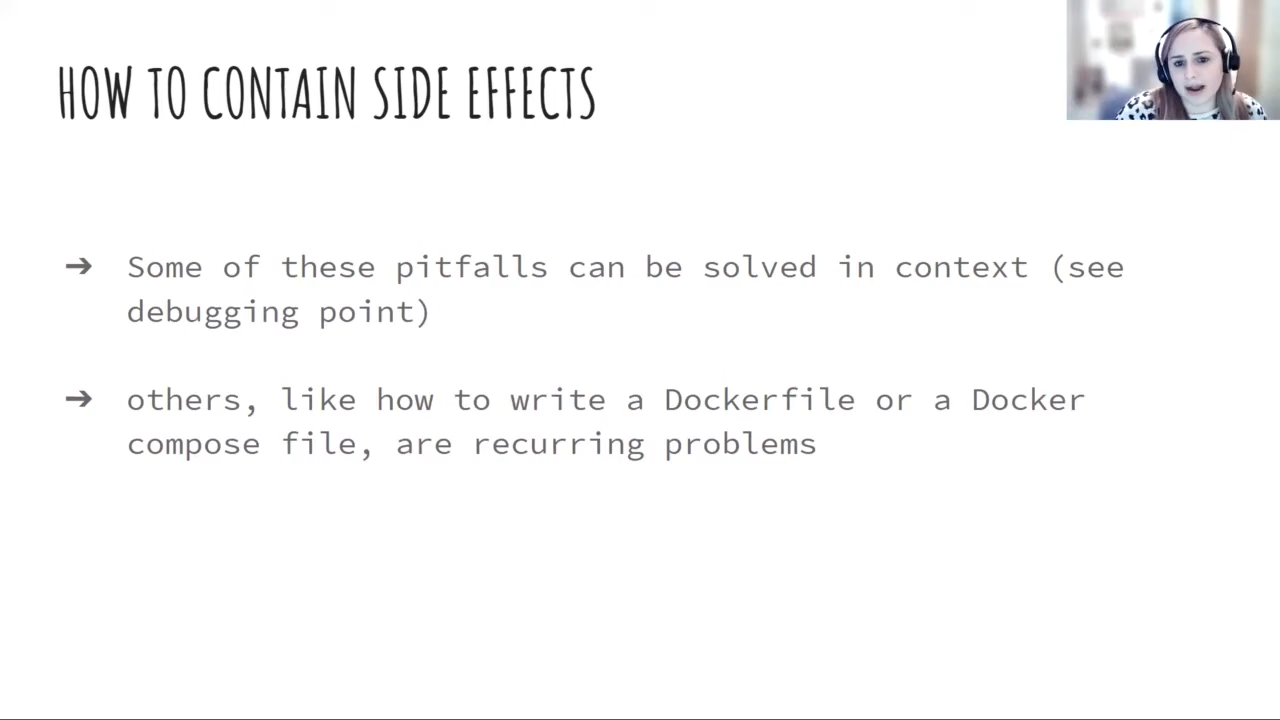 HOW TO CONTAIN SIDE EFFECTS
➔ Some of these pitfalls can be solved in context (see
debugging point)
➔ others, like how to write a Dockerfile or a Docker
compose file, are recurring problems